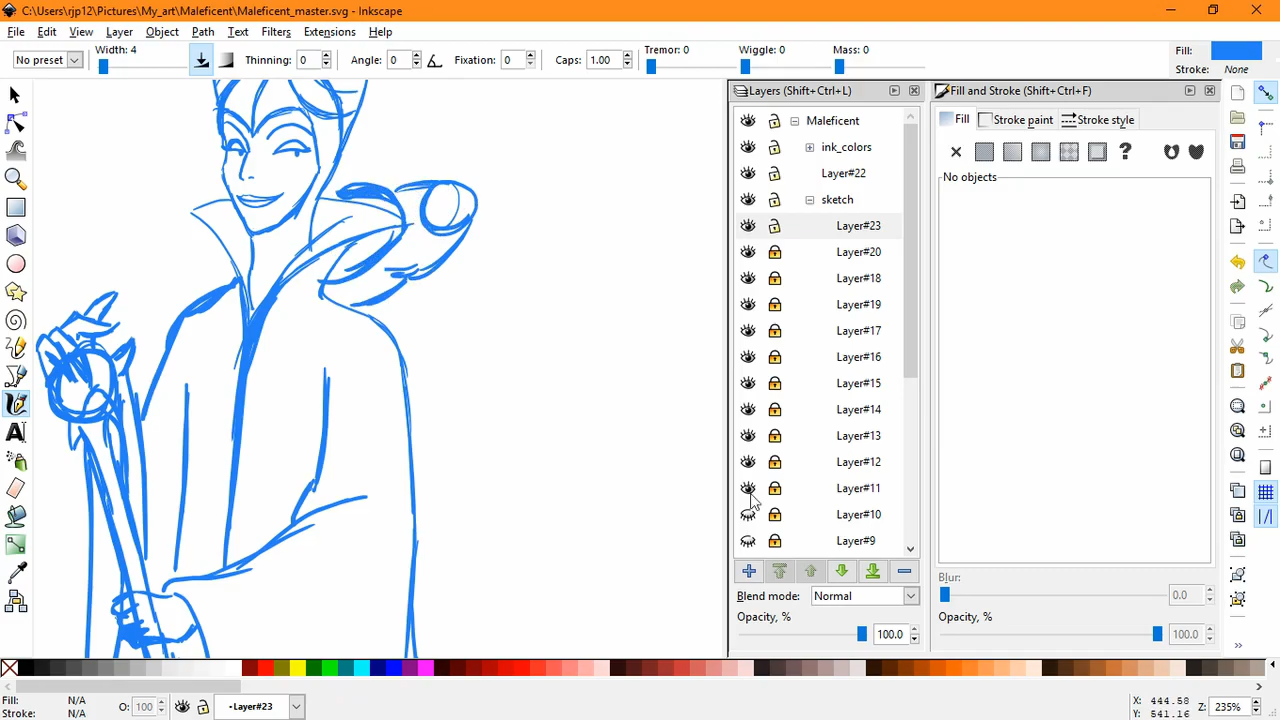 C:\Users\rjp12\Pictures\My_art\Maleficent\Maleficent_master.svg - Inkscape
File Edit View Layer Object Path Filters Text Extensions Help
No preset Width: 4 Thinning: 0 Angle: 0 Fixation: 0 Caps: 1.00 Tremor: 0 Wiggle: 0 Mass: 0 Fill: Stroke: None
Layers (Shift+Ctrl+L)
Maleficent
ink_colors
Layer#22
sketch
Layer#23
Layer#20
Layer#18
Layer#19
Layer#17
Layer#16
Layer#15
Layer#14
Layer#13
Layer#12
Layer#11
Layer#10
Layer#9
Blend mode: Normal
Opacity, %
100.0
Fill and Stroke (Shift+Ctrl+F)
Fill Stroke paint Stroke style
No objects
Blur:
0.0
Opacity, %
100.0
Fill: N/A
Stroke: N/A
O: 100
·Layer#23
X: 444.58
Y: 541.16
Z: 235%